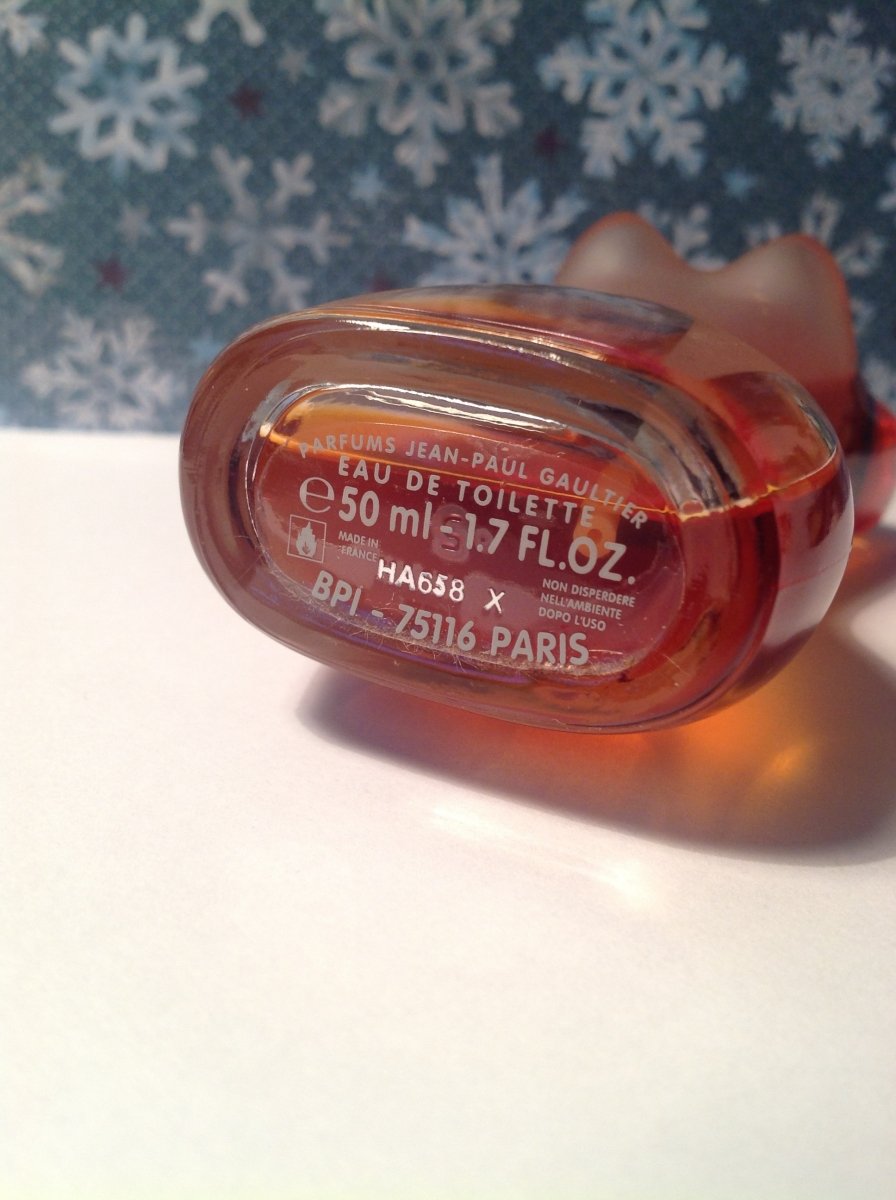 PARFUMS JEAN-PAUL GAULTIER
EAU DE TOILETTE
℮ 50 ml - 1.7 FL.OZ.
MADE IN
FRANCE
HA658 X
NON DISPERDERE
NELL'AMBIENTE
DOPO L'USO
BPI - 75116 PARIS